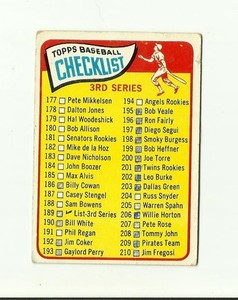 TOPPS BASEBALL
CHECKLIST
3RD SERIES
177 Pete Mikkelsen
178 Dalton Jones
179 Hal Woodeshick
180 Bob Allison
181 Senators Rookies
182 Mike de la Hoz
183 Dave Nicholson
184 John Boozer
185 Max Alvis
186 Billy Cowan
187 Casey Stengel
188 Sam Bowens
189 List-3rd Series
190 Bill White
191 Phil Regan
192 Jim Coker
193 Gaylord Perry
194 Angels Rookies
195 Bob Veale
196 Ron Fairly
197 Diego Segui
198 Smoky Burgess
199 Bob Heffner
200 Joe Torre
201 Twins Rookies
202 Leo Burke
203 Dallas Green
204 Russ Snyder
205 Warren Spahn
206 Willie Horton
207 Pete Rose
208 Tommy John
209 Pirates Team
210 Jim Fregosi